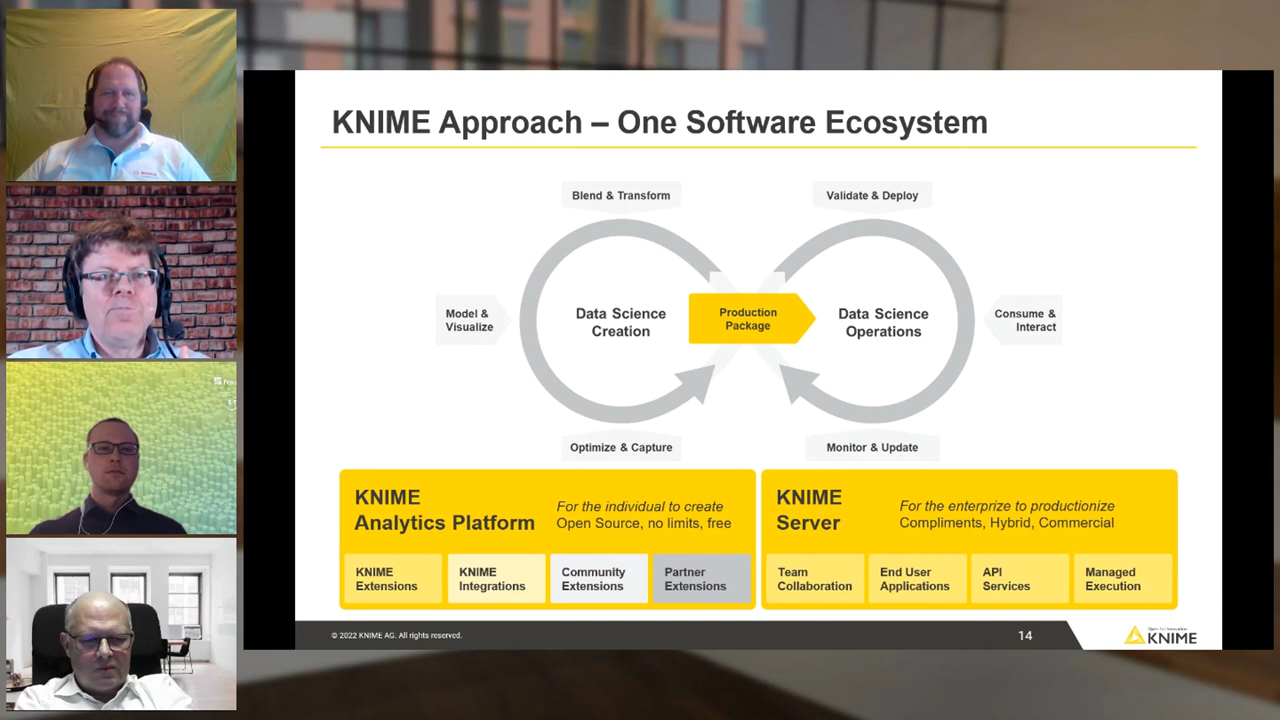 KNIME Approach – One Software Ecosystem
Blend & Transform
Validate & Deploy
Model &
Visualize
Data Science
Creation
Production
Package
Data Science
Operations
Consume &
Interact
Optimize & Capture
Monitor & Update
KNIME
Analytics Platform
For the individual to create
Open Source, no limits, free
KNIME
Extensions
KNIME
Integrations
Community
Extensions
Partner
Extensions
KNIME
Server
For the enterprize to productionize
Compliments, Hybrid, Commercial
Team
Collaboration
End User
Applications
API
Services
Managed
Execution
© 2022 KNIME AG. All rights reserved.
14
Open for Innovation
KNIME